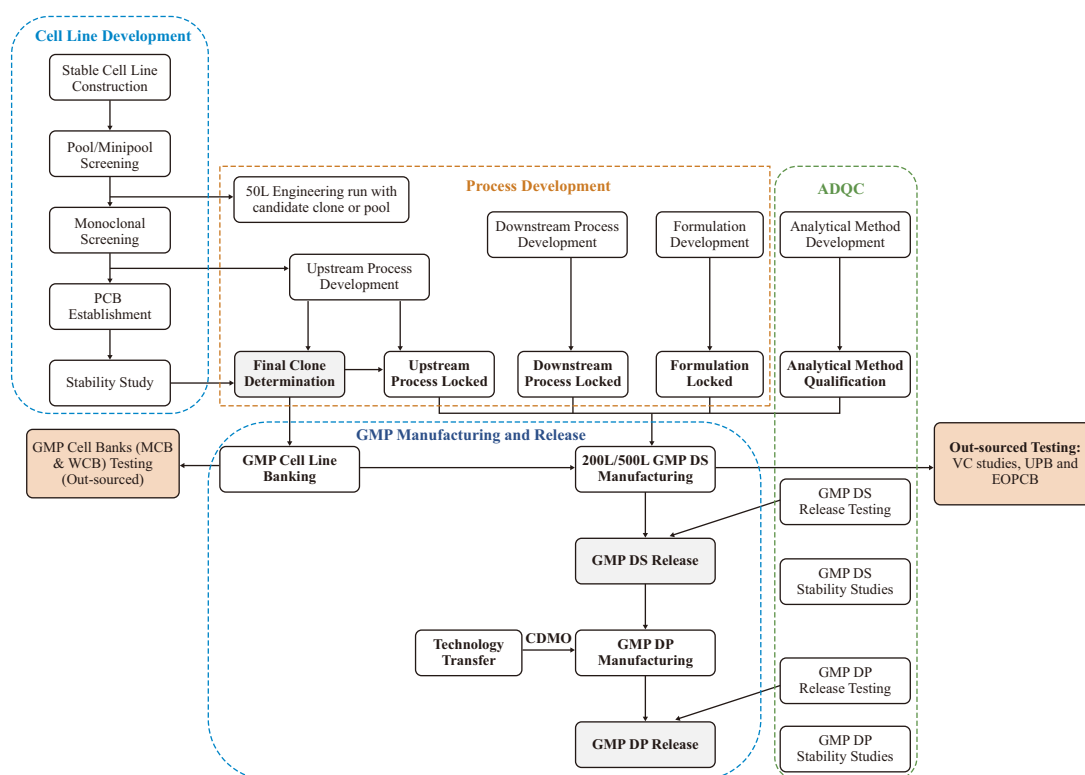 Cell Line Development
Stable Cell Line
Construction
Pool/Minipool
Screening
Monoclonal
Screening
PCB
Establishment
Stability Study
Process Development
50L Engineering run with
candidate clone or pool
Upstream Process
Development
Downstream Process
Development
Formulation
Development
Final Clone
Determination
Upstream
Process Locked
Downstream
Process Locked
Formulation
Locked
ADQC
Analytical Method
Development
Analytical Method
Qualification
GMP Manufacturing and Release
GMP Cell Banks (MCB
& WCB) Testing
(Out-sourced)
GMP Cell Line
Banking
200L/500L GMP DS
Manufacturing
Out-sourced Testing:
VC studies, UPB and
EOPCB
GMP DS
Release Testing
GMP DS Release
GMP DS
Stability Studies
Technology
Transfer
CDMO
GMP DP
Manufacturing
GMP DP
Release Testing
GMP DP Release
GMP DP
Stability Studies